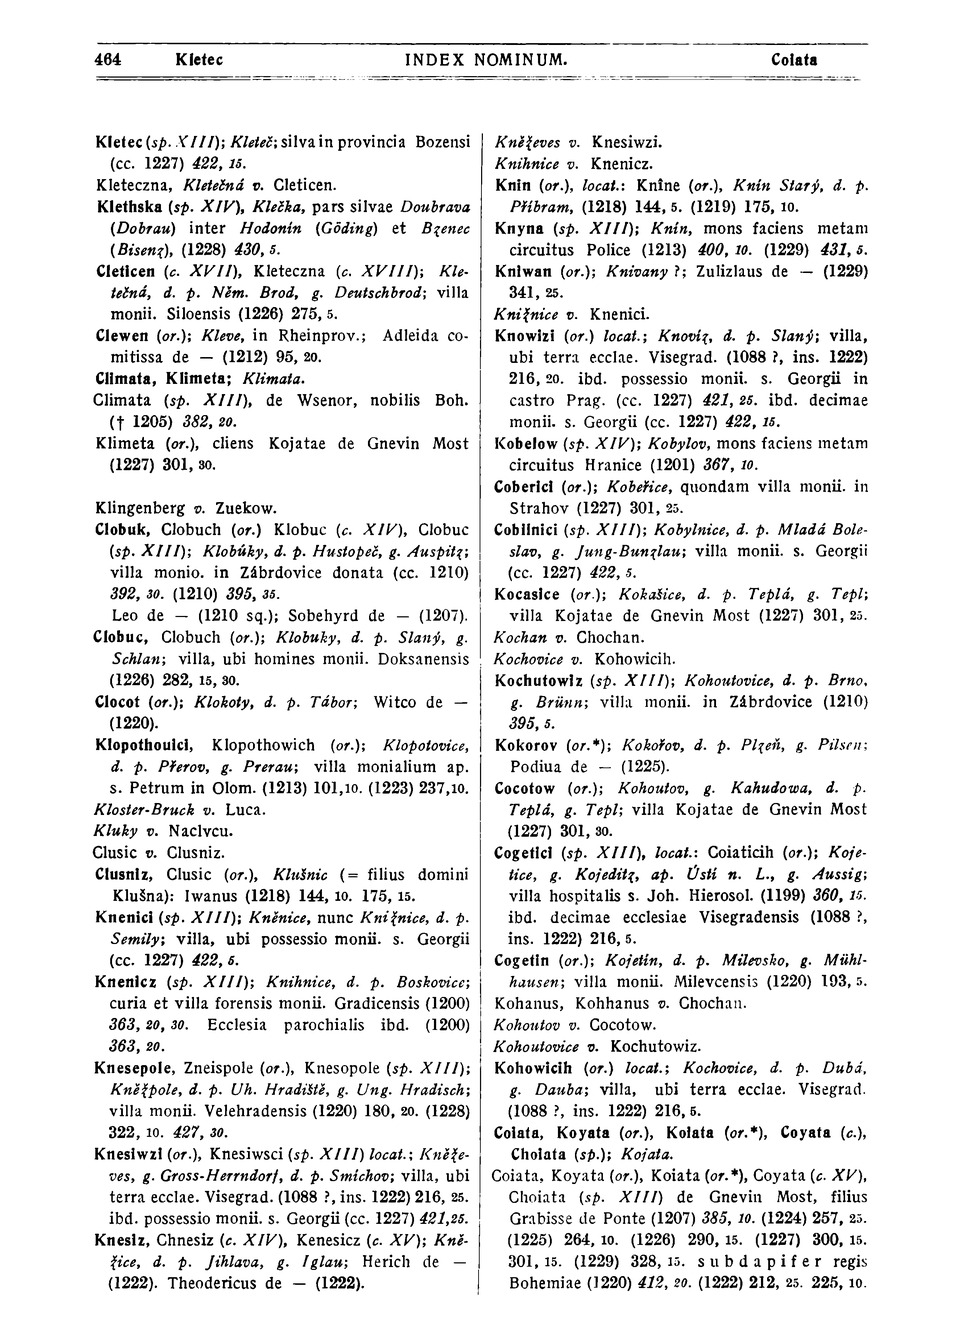 464 Kletec INDEX NOMINUM. Coiata
Kletec (sp. XIII); Kleteč; silva in provincia Bozensi
(cc. 1227) 422, 15.
Kleteczna, Kletečná v. Cleticen.
Klethska (sp. XIV), Klečka, pars silvae Doubrava
(Dobrau) inter Hodonín (Göding) et Bzenec
(Bisenz), (1228) 430, 5.
Cleticen (c. XVII), Kleteczna (c. XVIII); Kle-
tečná, d. p. Něm. Brod, g. Deutschbrod; villa
monii. Siloensis (1226) 275, 5.
Clewen (or.); Kleve, in Rheinprov.; Adleida co-
mitissa de — (1212) 95, 20.
Climata, Klimeta; Klimata.
Climata (sp. XIII), de Wsenor, nobilis Boh.
(† 1205) 382, 20.
Klimeta (or.), cliens Kojatae de Gnevin Most
(1227) 301, 30.
Klingenberg v. Zuekow.
Clobuk, Clobuch (or.) Klobuc (c. XIV), Clobuc
(sp. XIII); Klobúky, d. p. Hustopeč, g. Auspitz;
villa monio. in Zábrdovice donata (cc. 1210)
392, 30. (1210) 395, 35.
Leo de — (1210 sq.); Sobehyrd de — (1207).
Clobuc, Clobuch (or.); Klobuky, d. p. Slaný, g.
Schlan; villa, ubi homines monii. Doksanensis
(1226) 282, 15, 30.
Clocot (or.); Klokoty, d. p. Tábor; Witco de —
(1220).
Klopothouici, Klopothowich (or.); Klopotovice,
d. p. Přerov, g. Prerau; villa monialium ap.
s. Petrum in Olom. (1213) 101,10. (1223) 237,10.
Kloster-Bruck v. Luca.
Kluky v. Naclvcu.
Clusic v. Clusniz.
Clusniz, Clusic (or.), Klušnic (= filius domini
Klušna): Iwanus (1218) 144, 10. 175, 15.
Knenici (sp. XIII); Kněnice, nunc Knižnice, d. p.
Semily; villa, ubi possessio monii. s. Georgii
(cc. 1227) 422, 5.
Knenicz (sp. XIII); Knihnice, d. p. Boskovice;
curia et villa forensis monii. Gradicensis (1200)
363, 20, 30. Ecclesia parochialis ibd. (1200)
363, 20.
Knesepole, Zneispole (or.), Knesopole (sp. XIII);
Kněžpole, d. p. Uh. Hradiště, g. Ung. Hradisch;
villa monii. Velehradensis (1220) 180, 20. (1228)
322, 10. 427, 30.
Knesiwzi (or.), Knesiwsci (sp. XIII) locat.; Kněže-
ves, g. Gross-Herrndorf, d. p. Smíchov; villa, ubi
terra ecclae. Visegrad. (1088 ?, ins. 1222) 216, 25.
ibd. possessio monii. s. Georgii (cc. 1227) 421,25.
Knesiz, Chnesiz (c. XIV), Kenesicz (c. XV); Kně-
žice, d. p. Jihlava, g. Iglau; Herich de —
(1222). Theodericus de — (1222).
Kněževes v. Knesiwzi.
Knihnice v. Knenicz.
Knin (or.), locat.: Knine (or.), Knín Starý, d. p.
Příbram, (1218) 144, 5. (1219) 175, 10.
Knyna (sp. XIII); Knín, mons faciens metam
circuitus Police (1213) 400, 10. (1229) 431, 5.
Kniwan (or.); Knivany ?; Zulizlaus de — (1229)
341, 25.
Knižnice v. Knenici.
Knowizi (or.) locat.; Knovíz, d. p. Slaný; villa,
ubi terra ecclae. Visegrad. (1088 ?, ins. 1222)
216, 20. ibd. possessio monii. s. Georgii in
castro Prag. (cc. 1227) 421, 25. ibd. decimae
monii. s. Georgii (cc. 1227) 422, 15.
Kobelow (sp. XIV); Kobylov, mons faciens metam
circuitus Hranice (1201) 367, 10.
Coberici (or.); Kobeřice, quondam villa monii. in
Strahov (1227) 301, 25.
Cobilnici (sp. XIII); Kobylnice, d. p. Mladá Bole-
slav, g. Jung-Bunzlau; villa monii. s. Georgii
(cc. 1227) 422, 5.
Kocasice (or.); Kokašice, d. p. Teplá, g. Tepl;
villa Kojatae de Gnevin Most (1227) 301, 25.
Kochan v. Chochan.
Kochovice v. Kohowicih.
Kochutowiz (sp. XIII); Kohoutovice, d. p. Brno,
g. Brünn; villa monii. in Zábrdovice (1210)
395, 5.
Kokorov (or.*); Kokořov, d. p. Plzeň, g. Pilsen;
Podiua de — (1225).
Cocotow (or.); Kohoutov, g. Kahudowa, d. p.
Teplá, g. Tepl; villa Kojatae de Gnevin Most
(1227) 301, 30.
Cogetici (sp. XIII), locat.: Coiaticih (or.); Koje-
tice, g. Kojeditz, ap. Ústí n. L., g. Aussig;
villa hospitalis s. Joh. Hierosol. (1199) 360, 15.
ibd. decimae ecclesiae Visegradensis (1088 ?,
ins. 1222) 216, 5.
Cogetin (or.); Kojetín, d. p. Milevsko, g. Mühl-
hausen; villa monii. Milevcensis (1220) 193, 5.
Kohanus, Kohhanus v. Chochan.
Kohoutov v. Cocotow.
Kohoutovice v. Kochutowiz.
Kohowicih (or.) locat.; Kochovice, d. p. Dubá,
g. Dauba; villa, ubi terra ecclae. Visegrad.
(1088 ?, ins. 1222) 216, 5.
Coiata, Koyata (or.), Koiata (or.*), Coyata (c.),
Choiata (sp.); Kojata.
Coiata, Koyata (or.), Koiata (or.*), Coyata (c. XV),
Choiata (sp. XIII) de Gnevin Most, filius
Grabisse de Ponte (1207) 385, 10. (1224) 257, 25.
(1225) 264, 10. (1226) 290, 15. (1227) 300, 15.
301, 15. (1229) 328, 15. subdapifer regis
Bohemiae (1220) 412, 20. (1222) 212, 25. 225, 10.